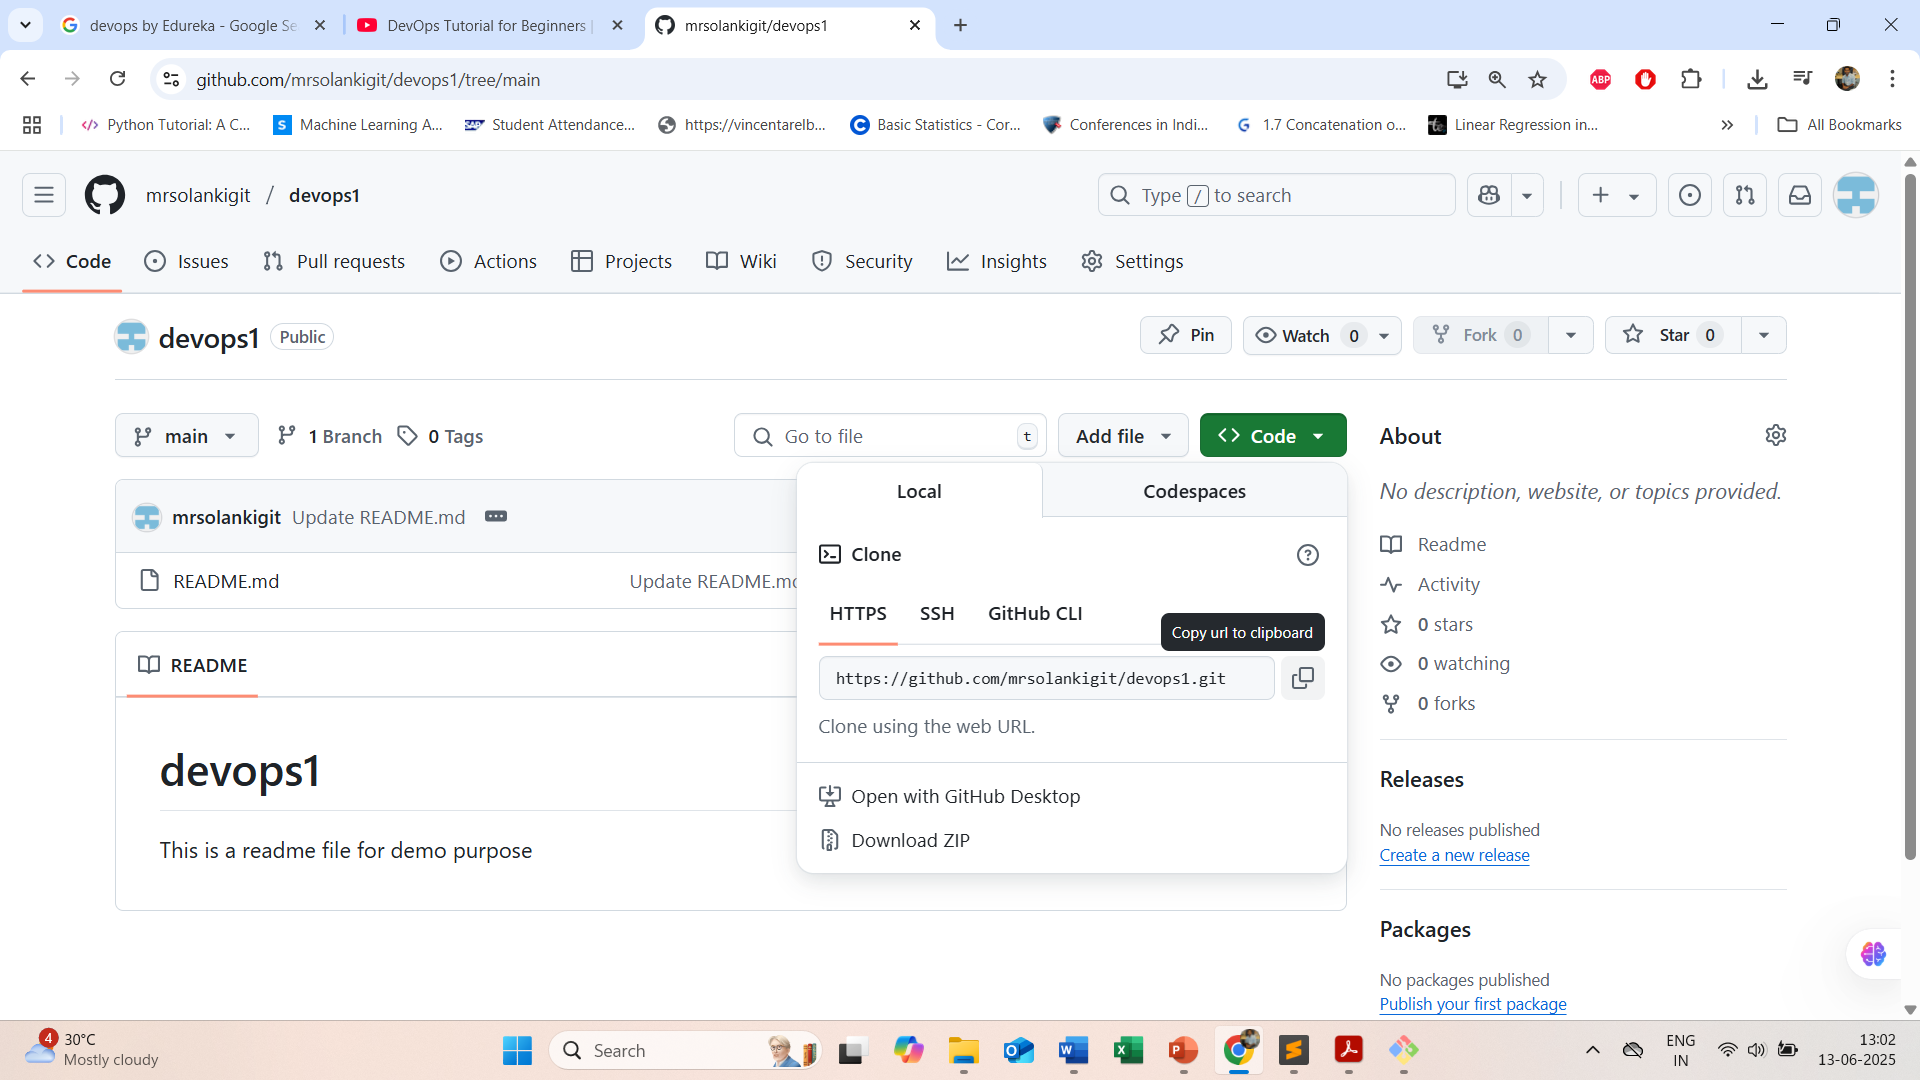 devops by Edureka - Google Se
DevOps Tutorial for Beginners |
mrsolankigit/devops1
github.com/mrsolankigit/devops1/tree/main
ABP
</> Python Tutorial: A C...
S Machine Learning A...
SAP Student Attendance...
https://vincentarelb...
Basic Statistics - Cor...
Conferences in Indi...
1.7 Concatenation o...
te Linear Regression in...
» All Bookmarks
mrsolankigit / devops1
Type / to search
Code
Issues
Pull requests
Actions
Projects
Wiki
Security
Insights
Settings
devops1 Public
Pin
Watch 0
Fork 0
Star 0
main
1 Branch
0 Tags
Go to file t
Add file
<> Code
mrsolankigit Update README.md
README.md
Update README.md
README
devops1
This is a readme file for demo purpose
Local
Codespaces
Clone
HTTPS SSH GitHub CLI
Copy url to clipboard
https://github.com/mrsolankigit/devops1.git
Clone using the web URL.
Open with GitHub Desktop
Download ZIP
About
No description, website, or topics provided.
Readme
Activity
0 stars
0 watching
0 forks
Releases
No releases published
Create a new release
Packages
No packages published
Publish your first package
4
30°C
Mostly cloudy
Search
ENG
IN
13:02
13-06-2025